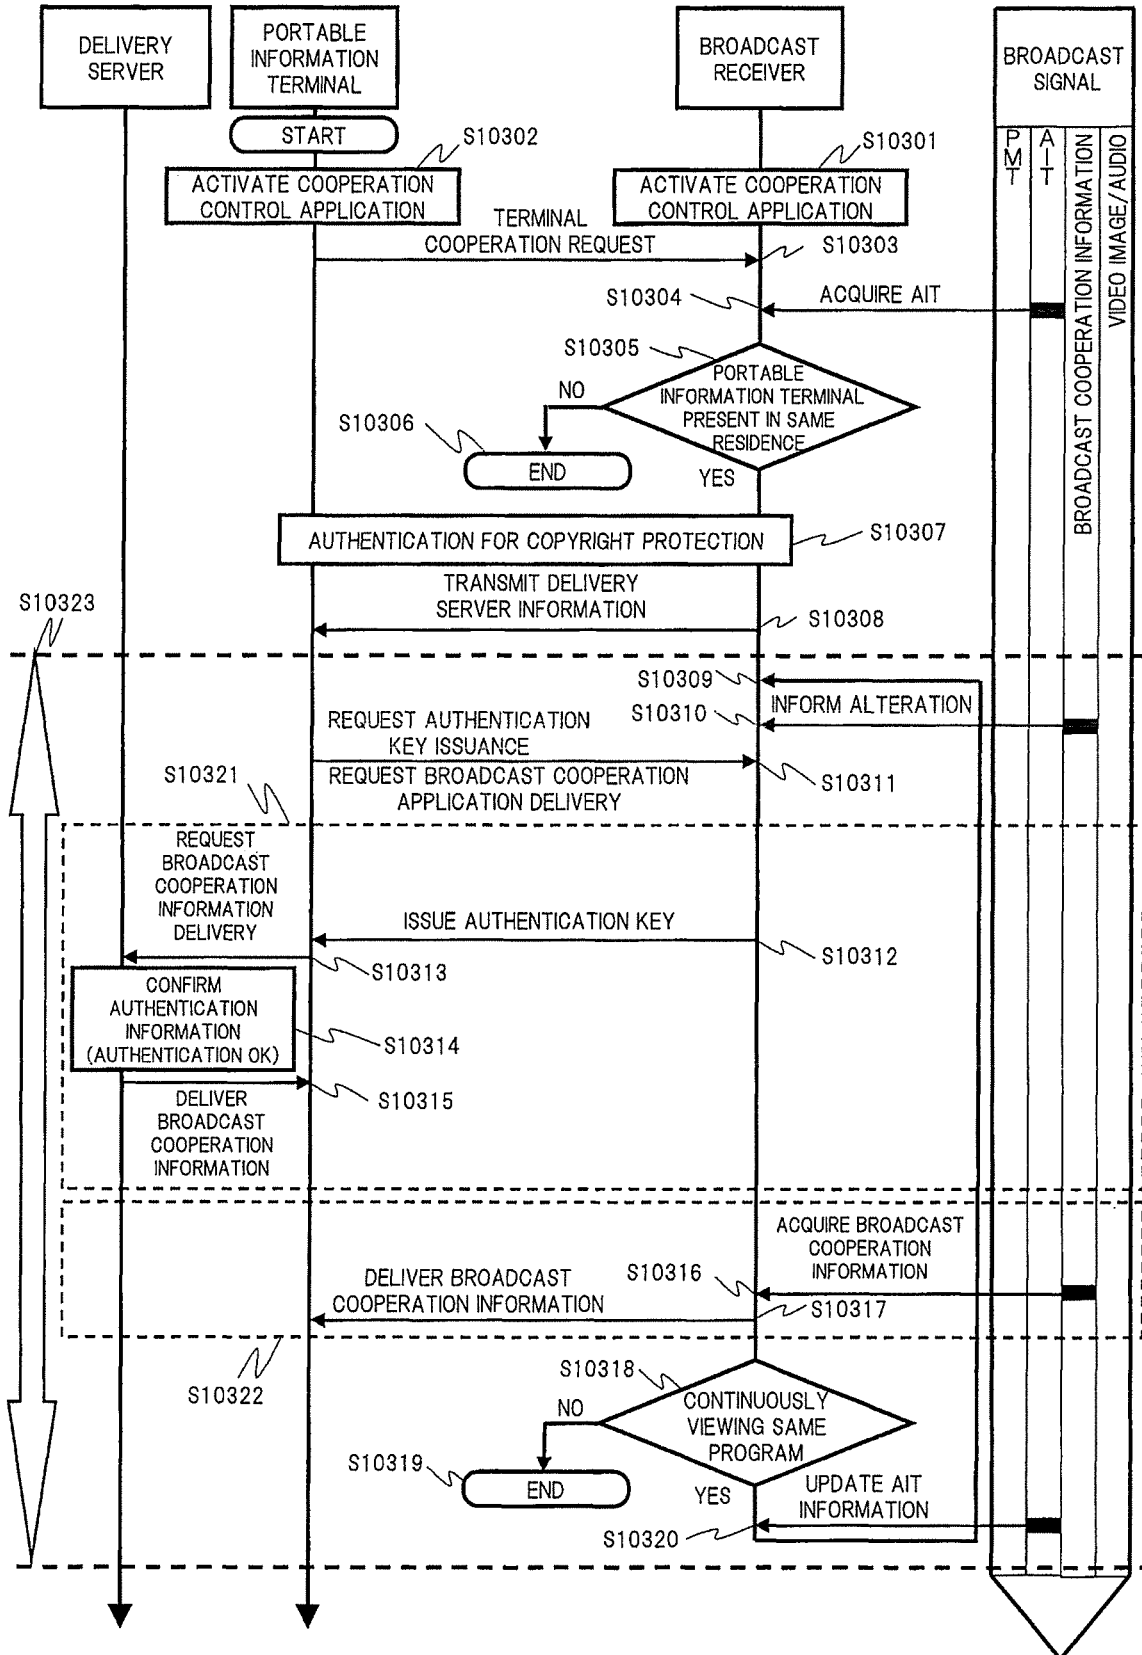 DELIVERY
SERVER
PORTABLE
INFORMATION
TERMINAL
BROADCAST
RECEIVER
BROADCAST
SIGNAL
START
S10302
S10301
PMT
AIT
BROADCAST COOPERATION INFORMATION
VIDEO IMAGE/AUDIO
ACTIVATE COOPERATION
CONTROL APPLICATION
ACTIVATE COOPERATION
CONTROL APPLICATION
TERMINAL
COOPERATION REQUEST
S10303
S10304
ACQUIRE AIT
S10305
PORTABLE
INFORMATION TERMINAL
PRESENT IN SAME
RESIDENCE
NO
S10306
END
YES
AUTHENTICATION FOR COPYRIGHT PROTECTION
S10307
TRANSMIT DELIVERY
SERVER INFORMATION
S10308
S10323
S10309
S10310
INFORM ALTERATION
REQUEST AUTHENTICATION
KEY ISSUANCE
REQUEST BROADCAST COOPERATION
APPLICATION DELIVERY
S10311
S10321
REQUEST
BROADCAST
COOPERATION
INFORMATION
DELIVERY
ISSUE AUTHENTICATION KEY
S10312
S10313
CONFIRM
AUTHENTICATION
INFORMATION
(AUTHENTICATION OK)
S10314
S10315
DELIVER
BROADCAST
COOPERATION
INFORMATION
ACQUIRE BROADCAST
COOPERATION
INFORMATION
S10316
DELIVER BROADCAST
COOPERATION INFORMATION
S10317
S10322
S10318
CONTINUOUSLY
VIEWING SAME
PROGRAM
NO
S10319
END
YES
UPDATE AIT
INFORMATION
S10320